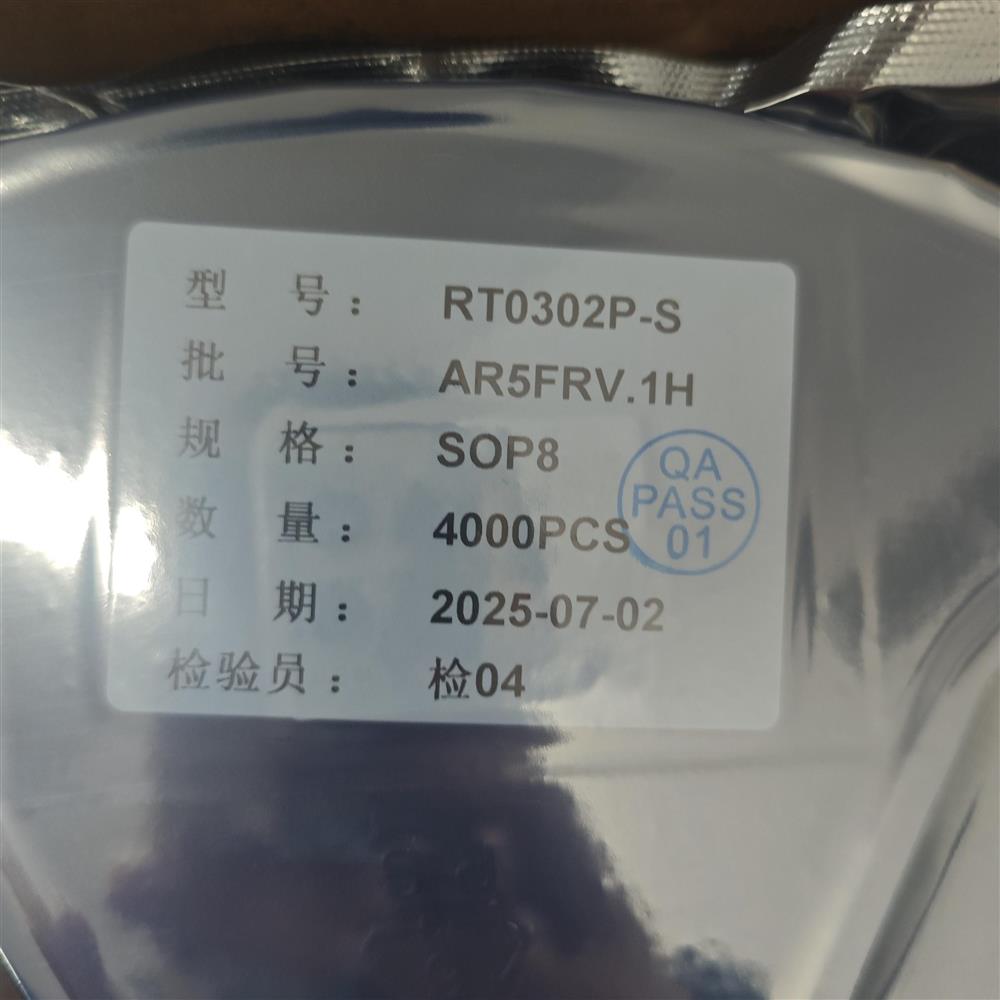 型 号： RT0302P-S
批 号： AR5FRV.1H
规 格： SOP8
数 量： 4000PCS
日 期： 2025-07-02
检验员： 检04
QA
PASS
01